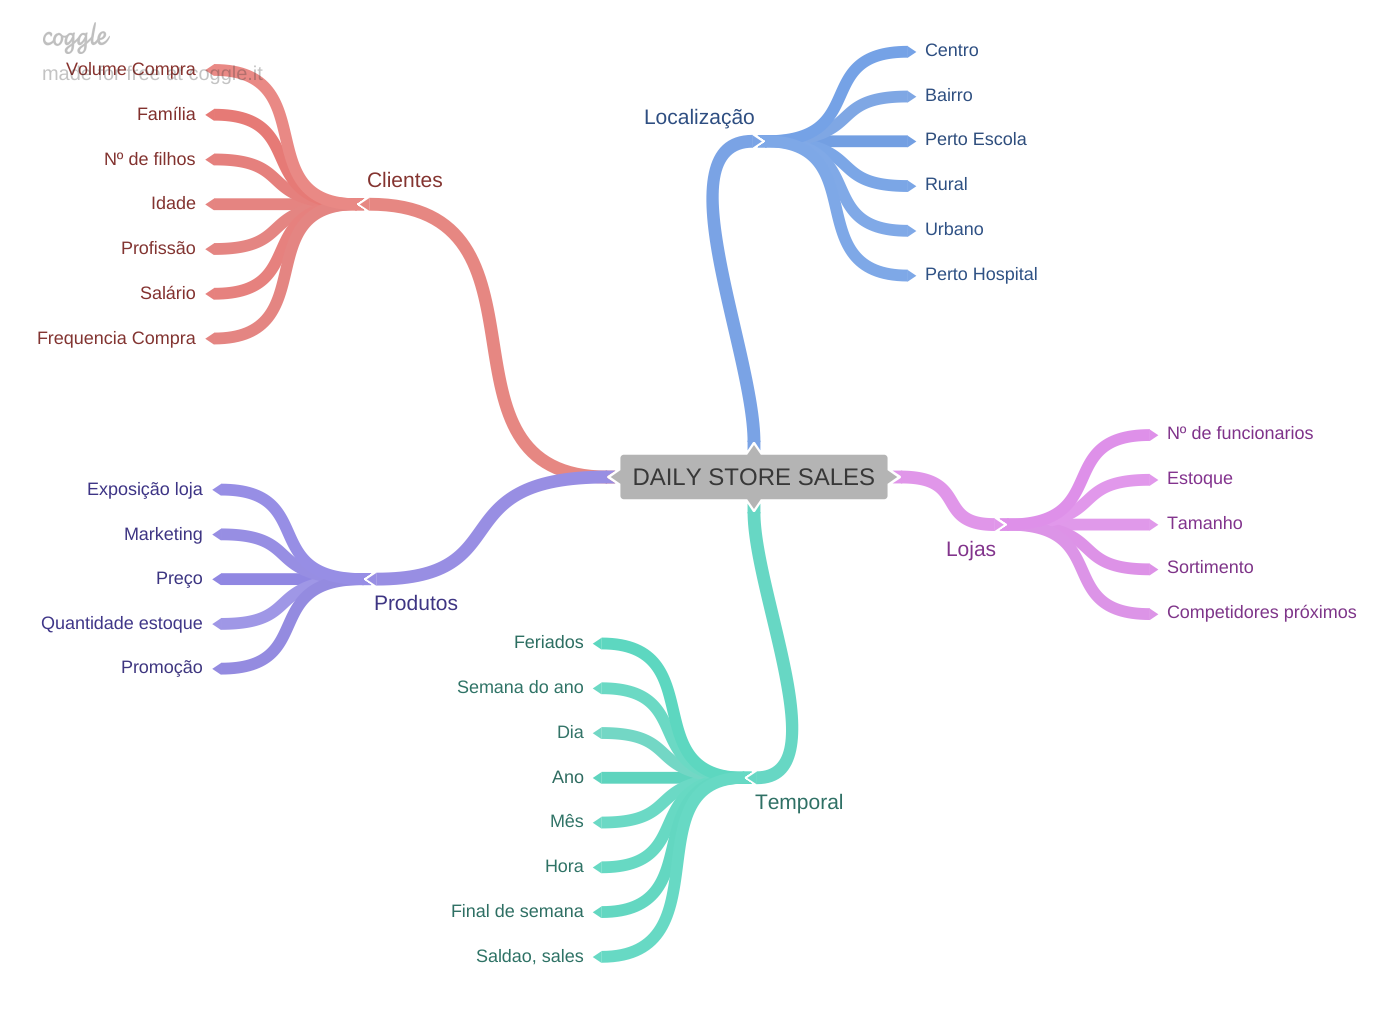 coggle
made for free at coggle.it
Volume Compra
Família
Nº de filhos
Idade
Profissão
Salário
Frequencia Compra
Clientes
Localização
Centro
Bairro
Perto Escola
Rural
Urbano
Perto Hospital
DAILY STORE SALES
Nº de funcionarios
Estoque
Tamanho
Sortimento
Competidores próximos
Lojas
Exposição loja
Marketing
Preço
Quantidade estoque
Promoção
Produtos
Feriados
Semana do ano
Dia
Ano
Mês
Hora
Final de semana
Saldao, sales
Temporal